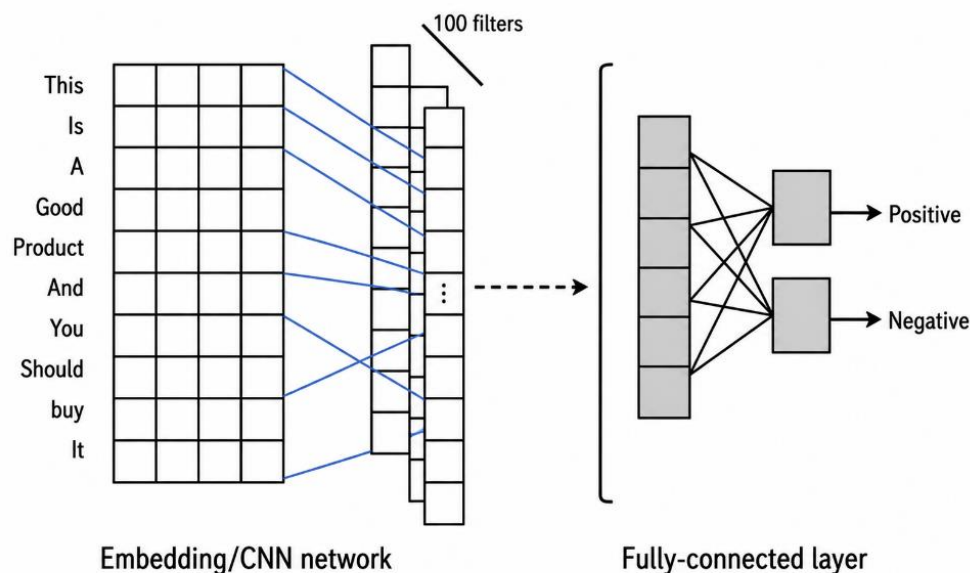 100 filters
This
Is
A
Good
Product
And
You
Should
buy
It
Positive
Negative
Embedding/CNN network
Fully-connected layer